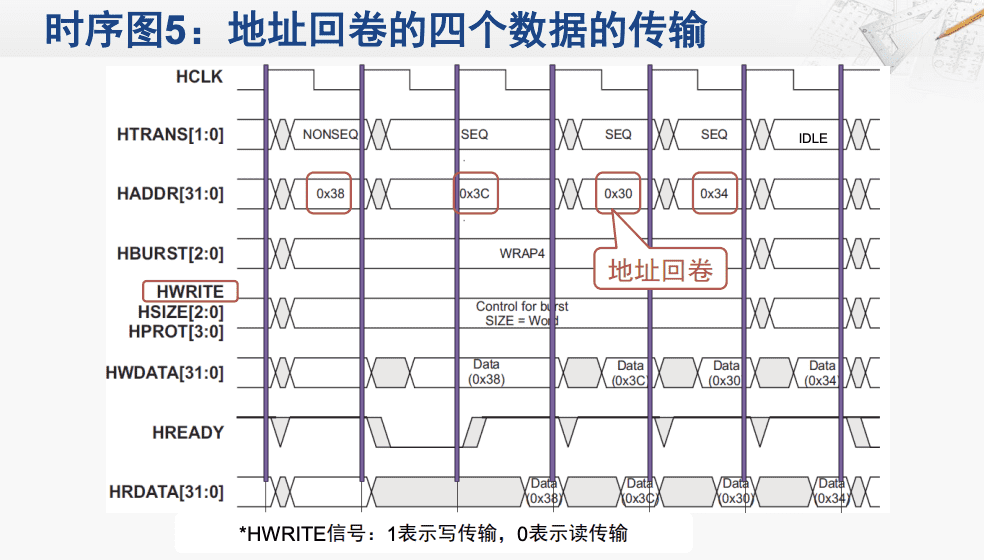 时序图5：地址回卷的四个数据的传输
HCLK
HTRANS[1:0] NONSEQ SEQ SEQ SEQ IDLE
HADDR[31:0] 0x38 0x3C 0x30 0x34
HBURST[2:0] WRAP4
地址回卷
HWRITE
HSIZE[2:0]
HPROT[3:0]
Control for burst
SIZE = Word
HWDATA[31:0]
Data
(0x38)
Data
(0x3C)
Data
(0x30
Data
(0x34)
HREADY
HRDATA[31:0]
Data
(0x38)
Data
(0x3C)
Data
(0x30)
Data
(0x34)
*HWRITE信号：1表示写传输，0表示读传输